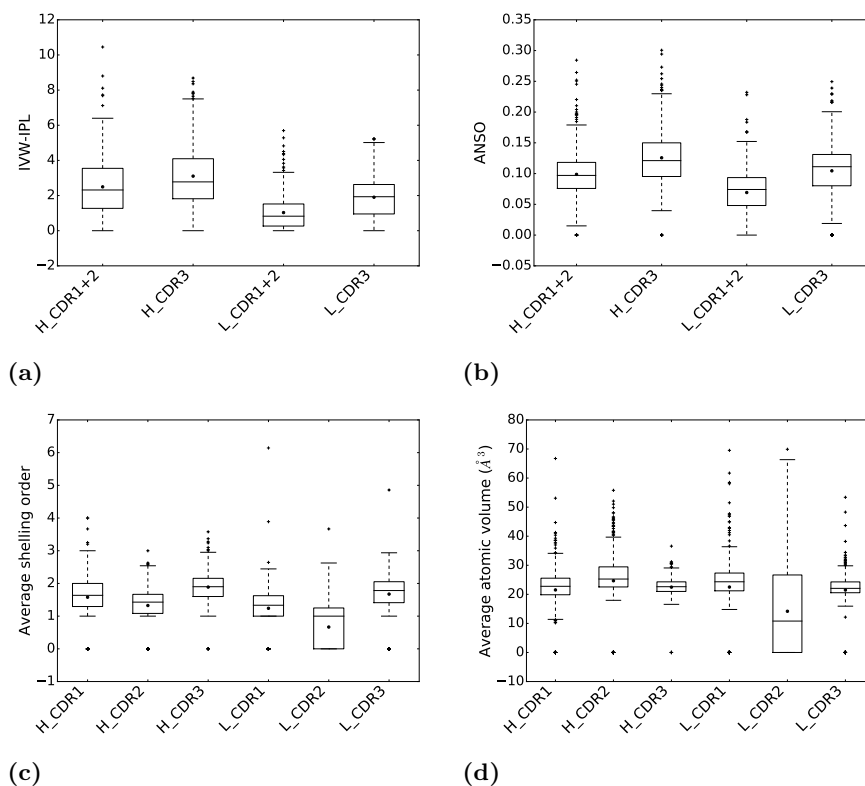 12
10
8
6
4
2
0
−2
IVW-IPL
H_CDR1+2
H_CDR3
L_CDR1+2
L_CDR3
(a)
0.35
0.30
0.25
0.20
0.15
0.10
0.05
0.00
−0.05
ANSO
H_CDR1+2
H_CDR3
L_CDR1+2
L_CDR3
(b)
7
6
5
4
3
2
1
0
−1
Average shelling order
H_CDR1
H_CDR2
H_CDR3
L_CDR1
L_CDR2
L_CDR3
(c)
80
70
60
50
40
30
20
10
0
−10
Average atomic volume (Å^3)
H_CDR1
H_CDR2
H_CDR3
L_CDR1
L_CDR2
L_CDR3
(d)